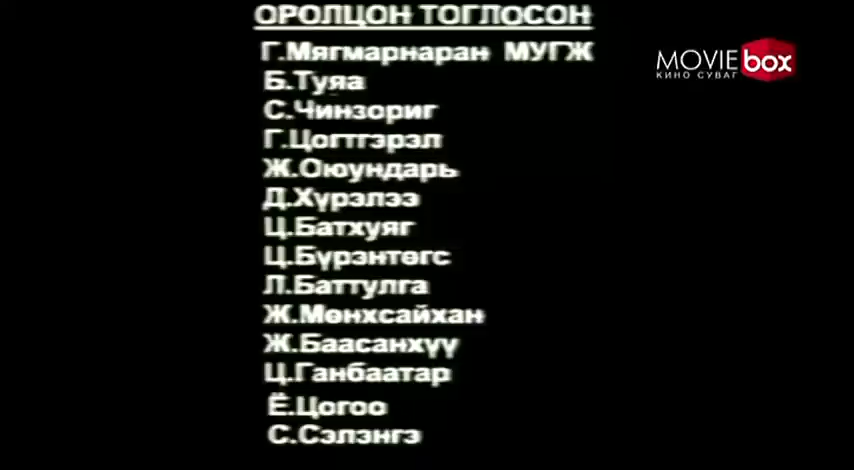 ОРОЛЦОН ТОГЛОСОН
Г.Мягмарнаран МУГЖ
Б.Туяа
С.Чинзориг
Г.Цогтгэрэл
Ж.Оюундарь
Д.Хүрэлээ
Ц.Батхуяг
Ц.Бүрэнтөгс
Л.Баттулга
Ж.Мөнхсайхан
Ж.Баасанхүү
Ц.Ганбаатар
Ё.Цогоо
С.Сэлэнгэ
MOVIE box
КИНО СУВАГ